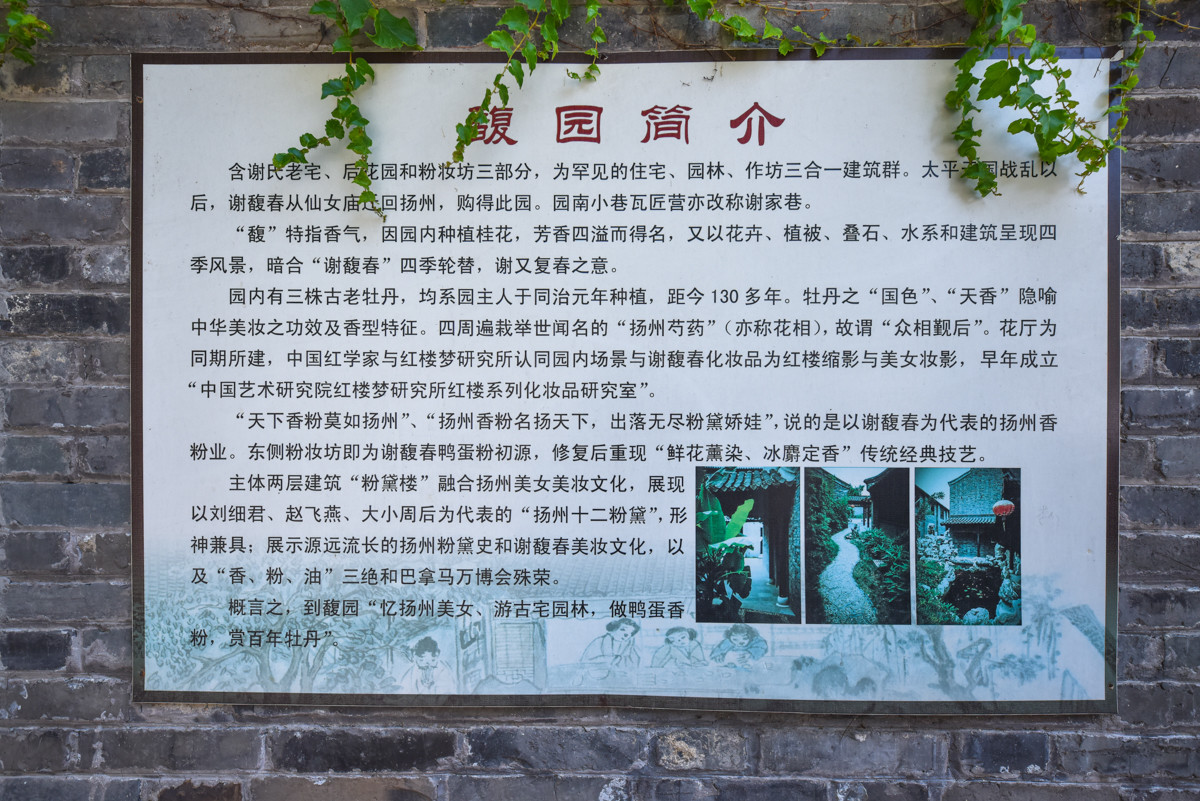 馥园简介
含谢氏老宅、后花园和粉妆坊三部分，为罕见的住宅、园林、作坊三合一建筑群。太平天国战乱以
后，谢馥春从仙女庙迁回扬州，购得此园。园南小巷瓦匠营亦改称谢家巷。
“馥”特指香气，因园内种植桂花，芳香四溢而得名，又以花卉、植被、叠石、水系和建筑呈现四
季风景，暗合“谢馥春”四季轮替，谢又复春之意。
园内有三株古老牡丹，均系园主人于同治元年种植，距今 130 多年。牡丹之“国色”、“天香”隐喻
中华美妆之功效及香型特征。四周遍栽举世闻名的“扬州芍药”（亦称花相），故谓“众相觐后”。花厅为
同期所建，中国红学家与红楼梦研究所认同园内场景与谢馥春化妆品为红楼缩影与美女妆影，早年成立
“中国艺术研究院红楼梦研究所红楼系列化妆品研究室”。
“天下香粉莫如扬州”、“扬州香粉名扬天下，出落无尽粉黛娇娃”，说的是以谢馥春为代表的扬州香
粉业。东侧粉妆坊即为谢馥春鸭蛋粉初源，修复后重现“鲜花薰染、冰麝定香”传统经典技艺。
主体两层建筑“粉黛楼”融合扬州美女美妆文化，展现
以刘细君、赵飞燕、大小周后为代表的“扬州十二粉黛”，形
神兼具；展示源远流长的扬州粉黛史和谢馥春美妆文化，以
及“香、粉、油”三绝和巴拿马万博会殊荣。
概言之，到馥园“忆扬州美女、游古宅园林，做鸭蛋香
粉，赏百年牡丹”。